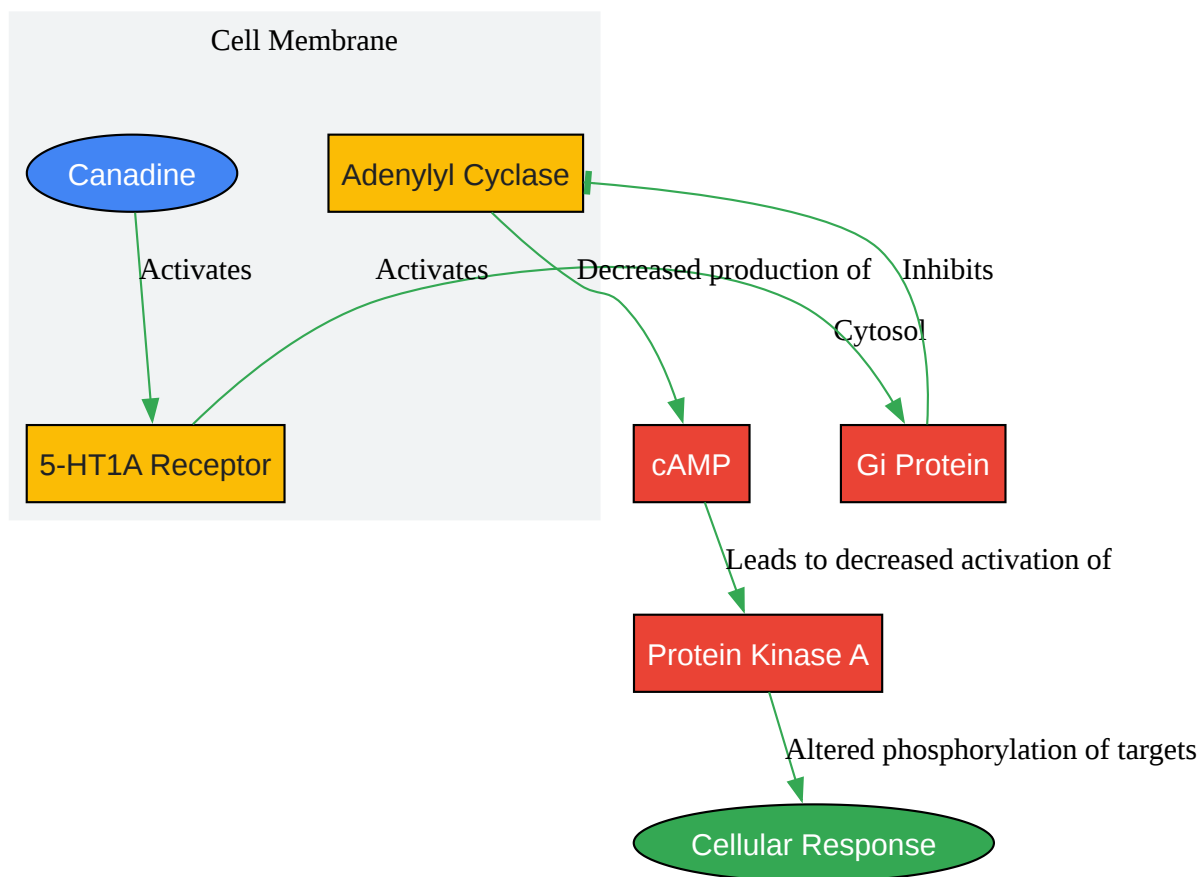 Cell Membrane
Canadine
Adenylyl Cyclase
Activates
Activates
Decreased production of
Inhibits
Cytosol
5-HT1A Receptor
cAMP
Gi Protein
Leads to decreased activation of
Protein Kinase A
Altered phosphorylation of targets
Cellular Response